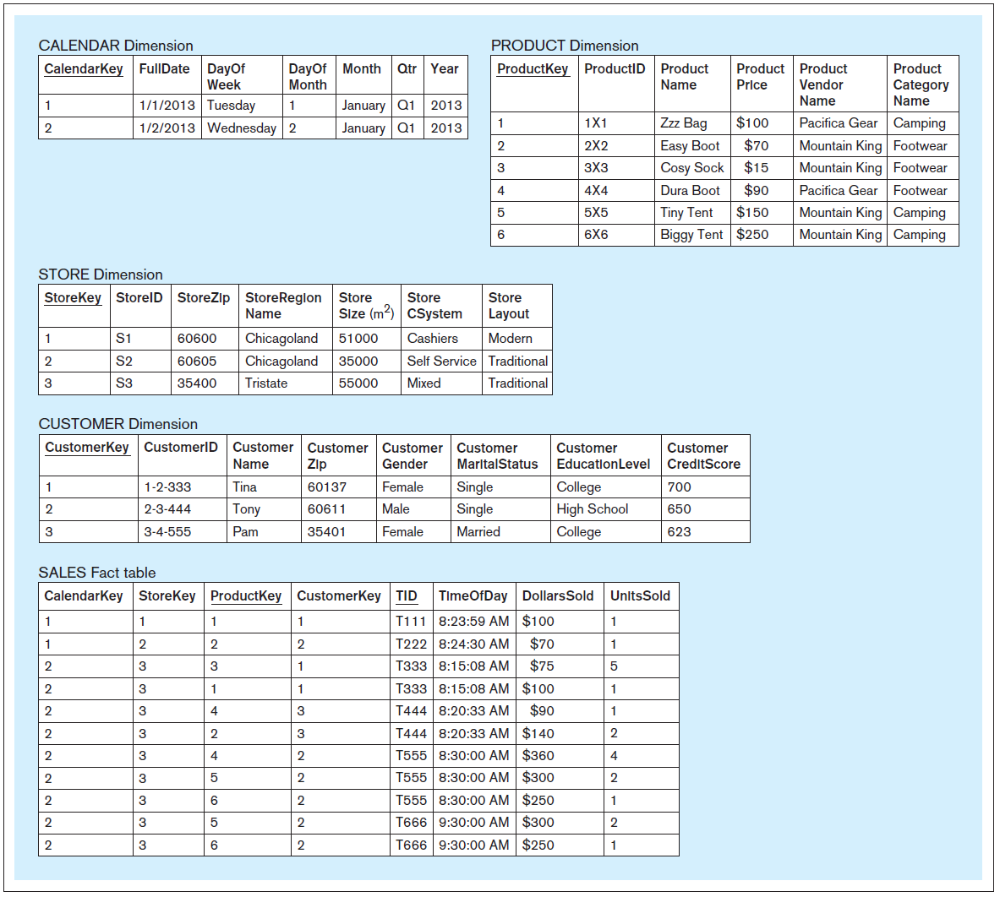 CALENDAR Dimension
CalendarKey FullDate DayOf Week DayOf Month Month Qtr Year
1 1/1/2013 Tuesday 1 January Q1 2013
2 1/2/2013 Wednesday 2 January Q1 2013
PRODUCT Dimension
ProductKey ProductID Product Name Product Price Product Vendor Name Product Category Name
1 1X1 Zzz Bag $100 Pacifica Gear Camping
2 2X2 Easy Boot $70 Mountain King Footwear
3 3X3 Cosy Sock $15 Mountain King Footwear
4 4X4 Dura Boot $90 Pacifica Gear Footwear
5 5X5 Tiny Tent $150 Mountain King Camping
6 6X6 Biggy Tent $250 Mountain King Camping
STORE Dimension
StoreKey StoreID StoreZip StoreRegion Name Store Size (m²) Store CSystem Store Layout
1 S1 60600 Chicagoland 51000 Cashiers Modern
2 S2 60605 Chicagoland 35000 Self Service Traditional
3 S3 35400 Tristate 55000 Mixed Traditional
CUSTOMER Dimension
CustomerKey CustomerID Customer Name Customer Zip Customer Gender Customer MaritalStatus Customer EducationLevel Customer CreditScore
1 1-2-333 Tina 60137 Female Single College 700
2 2-3-444 Tony 60611 Male Single High School 650
3 3-4-555 Pam 35401 Female Married College 623
SALES Fact table
CalendarKey StoreKey ProductKey CustomerKey TID TimeOfDay DollarsSold UnitsSold
1 1 1 1 T111 8:23:59 AM $100 1
1 2 2 2 T222 8:24:30 AM $70 1
2 3 3 1 T333 8:15:08 AM $75 5
2 3 1 1 T333 8:15:08 AM $100 1
2 3 4 3 T444 8:20:33 AM $90 1
2 3 2 3 T444 8:20:33 AM $140 2
2 3 4 2 T555 8:30:00 AM $360 4
2 3 5 2 T555 8:30:00 AM $300 2
2 3 6 2 T555 8:30:00 AM $250 1
2 3 5 2 T666 9:30:00 AM $300 2
2 3 6 2 T666 9:30:00 AM $250 1